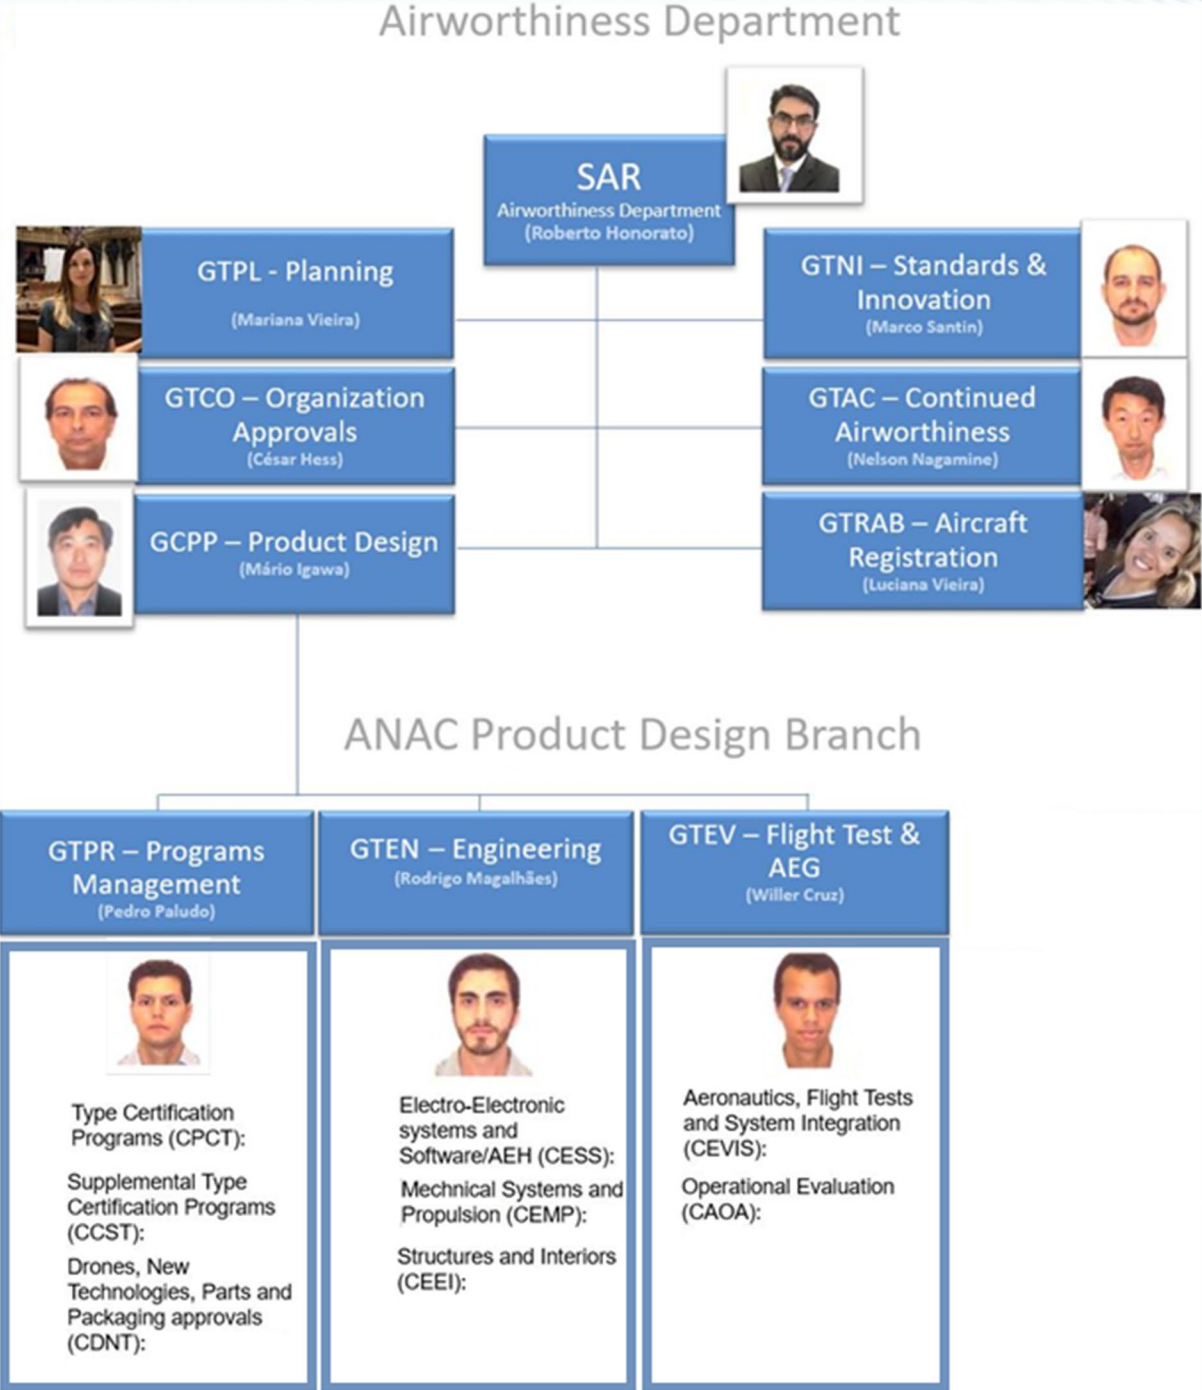 Airworthiness Department
SAR
Airworthiness Department
(Roberto Honorato)
GTPL - Planning
(Mariana Vieira)
GTNI – Standards &
Innovation
(Marco Santin)
GTCO – Organization
Approvals
(César Hess)
GTAC – Continued
Airworthiness
(Nelson Nagamine)
GCPP – Product Design
(Mário Igawa)
GTRAB – Aircraft
Registration
(Luciana Vieira)
ANAC Product Design Branch
GTPR – Programs
Management
(Pedro Paludo)
GTEN – Engineering
(Rodrigo Magalhães)
GTEV – Flight Test &
AEG
(Willer Cruz)
Type Certification
Programs (CPCT):
Supplemental Type
Certification Programs
(CCST):
Drones, New
Technologies, Parts and
Packaging approvals
(CDNT):
Electro-Electronic
systems and
Software/AEH (CESS):
Mechnical Systems and
Propulsion (CEMP):
Structures and Interiors
(CEEI):
Aeronautics, Flight Tests
and System Integration
(CEVIS):
Operational Evaluation
(CAOA):